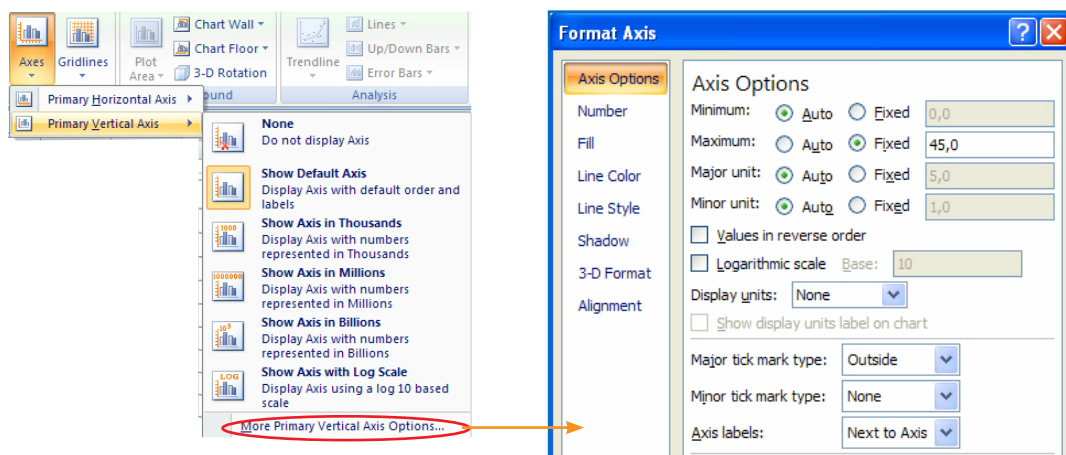 Axes
Gridlines
Plot
Area
Chart Wall
Chart Floor
3-D Rotation
Trendline
Lines
Up/Down Bars
Error Bars
ound
Analysis
Primary Horizontal Axis
Primary Vertical Axis
None
Do not display Axis
Show Default Axis
Display Axis with default order and
labels
1000
Show Axis in Thousands
Display Axis with numbers
represented in Thousands
1000000
Show Axis in Millions
Display Axis with numbers
represented in Millions
10⁹
Show Axis in Billions
Display Axis with numbers
represented in Billions
LOG
Show Axis with Log Scale
Display Axis using a log 10 based
scale
More Primary Vertical Axis Options...
Format Axis
?
Axis Options
Number
Fill
Line Color
Line Style
Shadow
3-D Format
Alignment
Axis Options
Minimum: Auto Fixed 0,0
Maximum: Auto Fixed 45,0
Major unit: Auto Fixed 5,0
Minor unit: Auto Fixed 1,0
Values in reverse order
Logarithmic scale Base: 10
Display units: None
Show display units label on chart
Major tick mark type: Outside
Minor tick mark type: None
Axis labels: Next to Axis